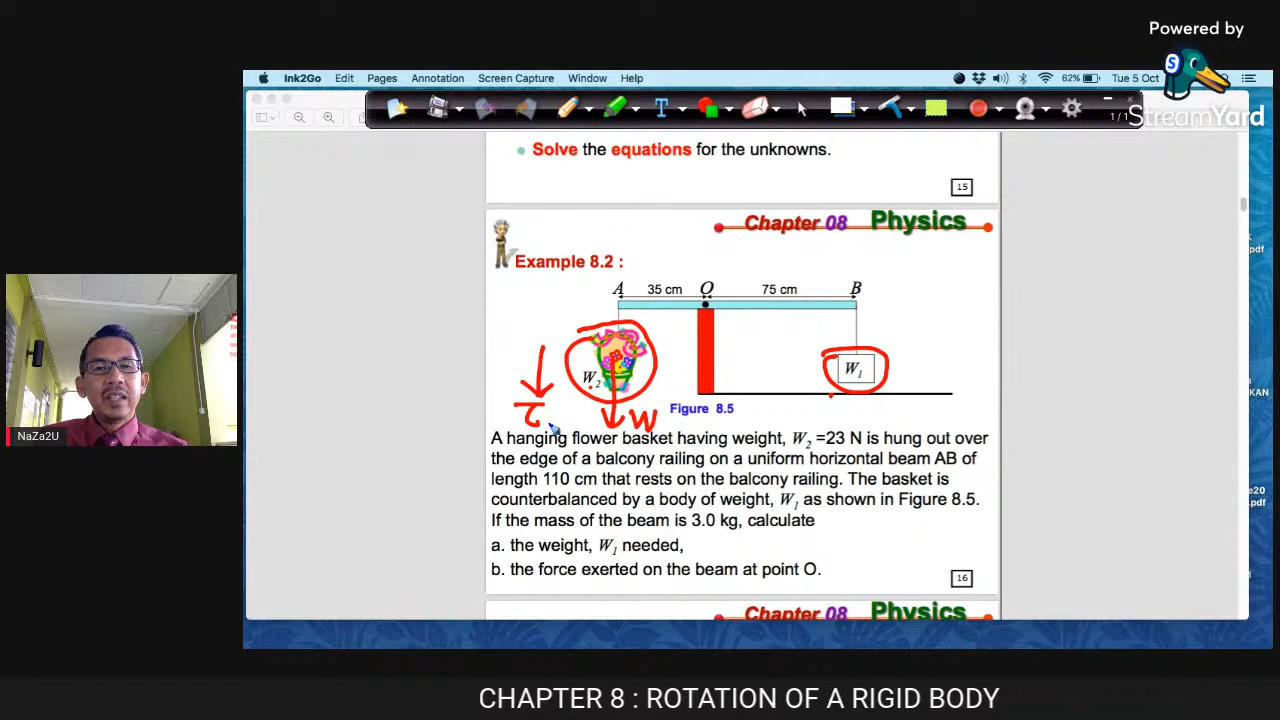 Powered by
StreamYard
Ink2Go Edit Pages Annotation Screen Capture Window Help
62% Tue 5 Oct
1/1
Solve the equations for the unknowns.
15
Chapter 08 Physics
Example 8.2 :
A 35 cm O 75 cm B
W2
W1
W
τ
Figure 8.5
A hanging flower basket having weight, W2 =23 N is hung out over
the edge of a balcony railing on a uniform horizontal beam AB of
length 110 cm that rests on the balcony railing. The basket is
counterbalanced by a body of weight, W1 as shown in Figure 8.5.
If the mass of the beam is 3.0 kg, calculate
a. the weight, W1 needed,
b. the force exerted on the beam at point O.
16
Chapter 08 Physics
NaZa2U
K
.pdf
KAN
e20
.pdf
CHAPTER 8 : ROTATION OF A RIGID BODY